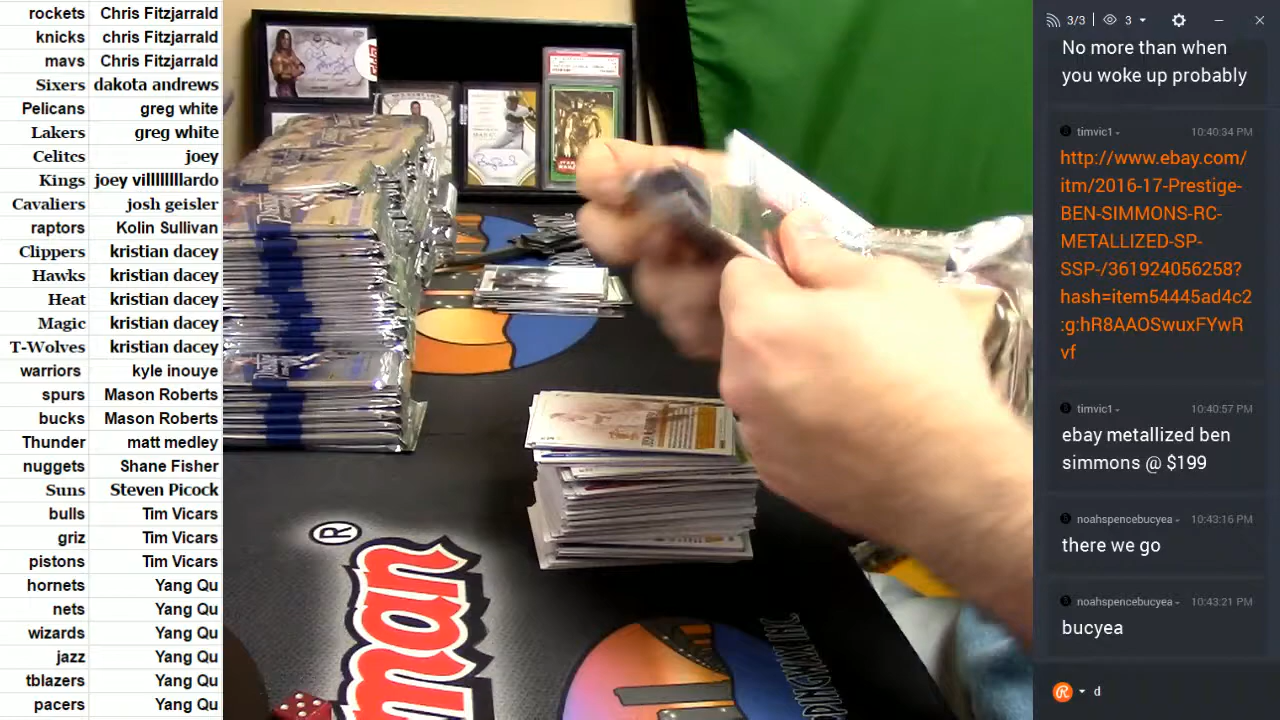 rockets Chris Fitzjarrald
knicks chris Fitzjarrald
mavs Chris Fitzjarrald
Sixers dakota andrews
Pelicans greg white
Lakers greg white
Celitcs joey
Kings joey villlllllllardo
Cavaliers josh geisler
raptors Kolin Sullivan
Clippers kristian dacey
Hawks kristian dacey
Heat kristian dacey
Magic kristian dacey
T-Wolves kristian dacey
warriors kyle inouye
spurs Mason Roberts
bucks Mason Roberts
Thunder matt medley
nuggets Shane Fisher
Suns Steven Picock
bulls Tim Vicars
griz Tim Vicars
pistons Tim Vicars
hornets Yang Qu
nets Yang Qu
wizards Yang Qu
jazz Yang Qu
tblazers Yang Qu
pacers Yang Qu
®
man
3/3 3
No more than when
you woke up probably
timvic1 10:40:34 PM
http://www.ebay.com/
itm/2016-17-Prestige-
BEN-SIMMONS-RC-
METALLIZED-SP-
SSP-/361924056258?
hash=item54445ad4c2
:g:hR8AAOSwuxFYwR
vf
timvic1 10:40:57 PM
ebay metallized ben
simmons @ $199
noahspencebucyea 10:43:16 PM
there we go
noahspencebucyea 10:43:21 PM
bucyea
d